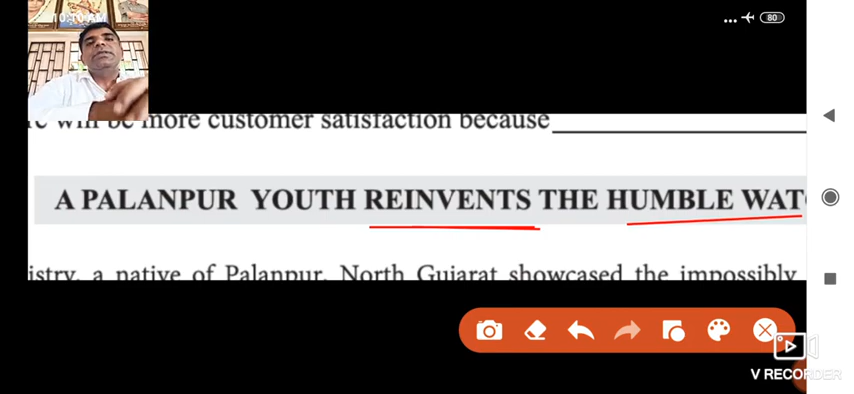 10:10 AM
80
re will be more customer satisfaction because
A PALANPUR YOUTH REINVENTS THE HUMBLE WAT
istry, a native of Palanpur, North Gujarat showcased the impossibly
V RECORDER